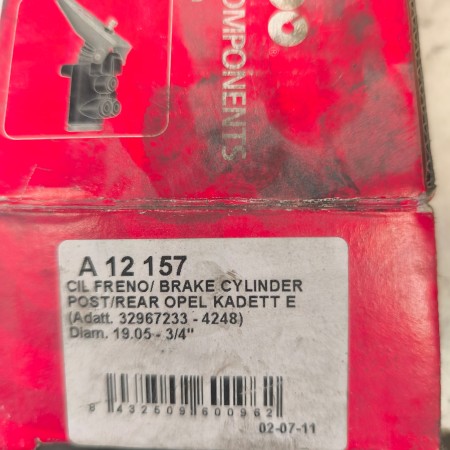 COMPONENTS
A 12 157
CIL FRENO/ BRAKE CYLINDER
POST/REAR OPEL KADETT E
(Adatt. 32967233 - 4248)
Diam. 19.05 - 3/4"
8 432509 600962
02-07-11